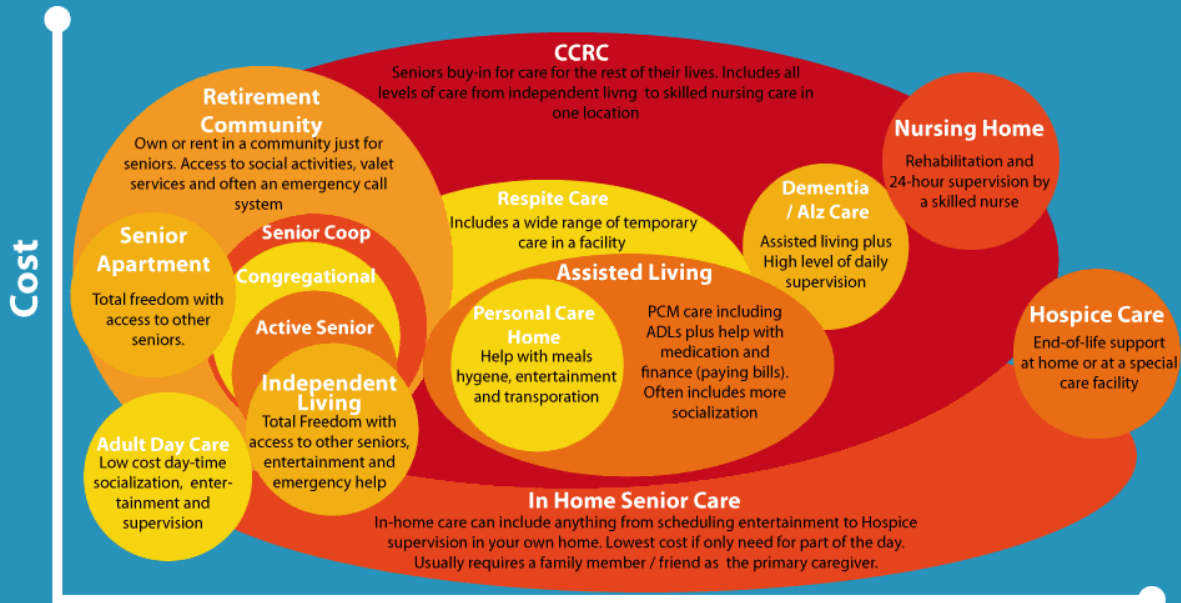 Cost
CCRC
Seniors buy-in for care for the rest of their lives. Includes all
levels of care from independent livng to skilled nursing care in
one location
Retirement
Community
Own or rent in a community just for
seniors. Access to social activities, valet
services and often an emergency call
system
Nursing Home
Rehabilitation and
24-hour supervision by
a skilled nurse
Respite Care
Includes a wide range of temporary
care in a facility
Dementia
/ Alz Care
Assisted living plus
High level of daily
supervision
Senior
Apartment
Total freedom with
access to other
seniors.
Senior Coop
Congregational
Active Senior
Independent
Living
Total Freedom with
access to other seniors,
entertainment and
emergency help
Assisted Living
PCM care including
ADLs plus help with
medication and
finance (paying bills).
Often includes more
socialization
Personal Care
Home
Help with meals
hygene, entertainment
and transporation
Hospice Care
End-of-life support
at home or at a special
care facility
Adult Day Care
Low cost day-time
socialization, enter-
tainment and
supervision
In Home Senior Care
In-home care can include anything from scheduling entertainment to Hospice
supervision in your own home. Lowest cost if only need for part of the day.
Usually requires a family member / friend as the primary caregiver.